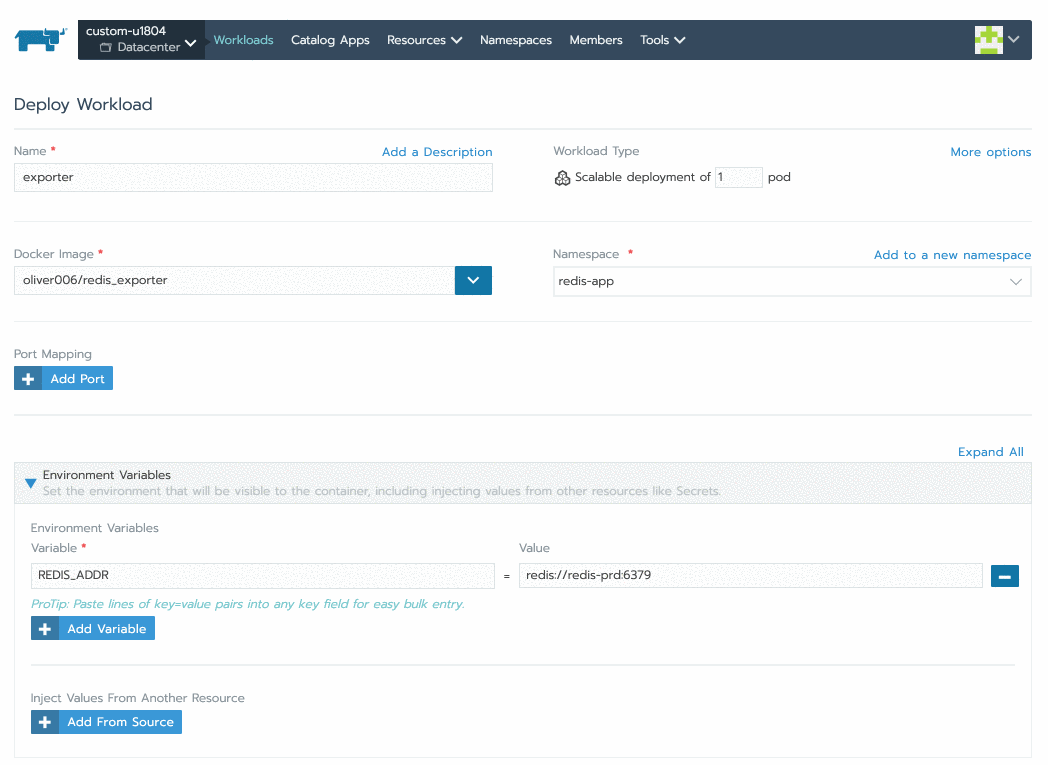 custom-u1804
Datacenter
Workloads Catalog Apps Resources Namespaces Members Tools
Deploy Workload
Name * Add a Description
exporter
Workload Type More options
Scalable deployment of 1 pod
Docker Image *
oliver006/redis_exporter
Namespace * Add to a new namespace
redis-app
Port Mapping
Add Port
Expand All
Environment Variables
Set the environment that will be visible to the container, including injecting values from other resources like Secrets.
Environment Variables
Variable * Value
REDIS_ADDR = redis://redis-prd:6379
ProTip: Paste lines of key=value pairs into any key field for easy bulk entry.
Add Variable
Inject Values From Another Resource
Add From Source